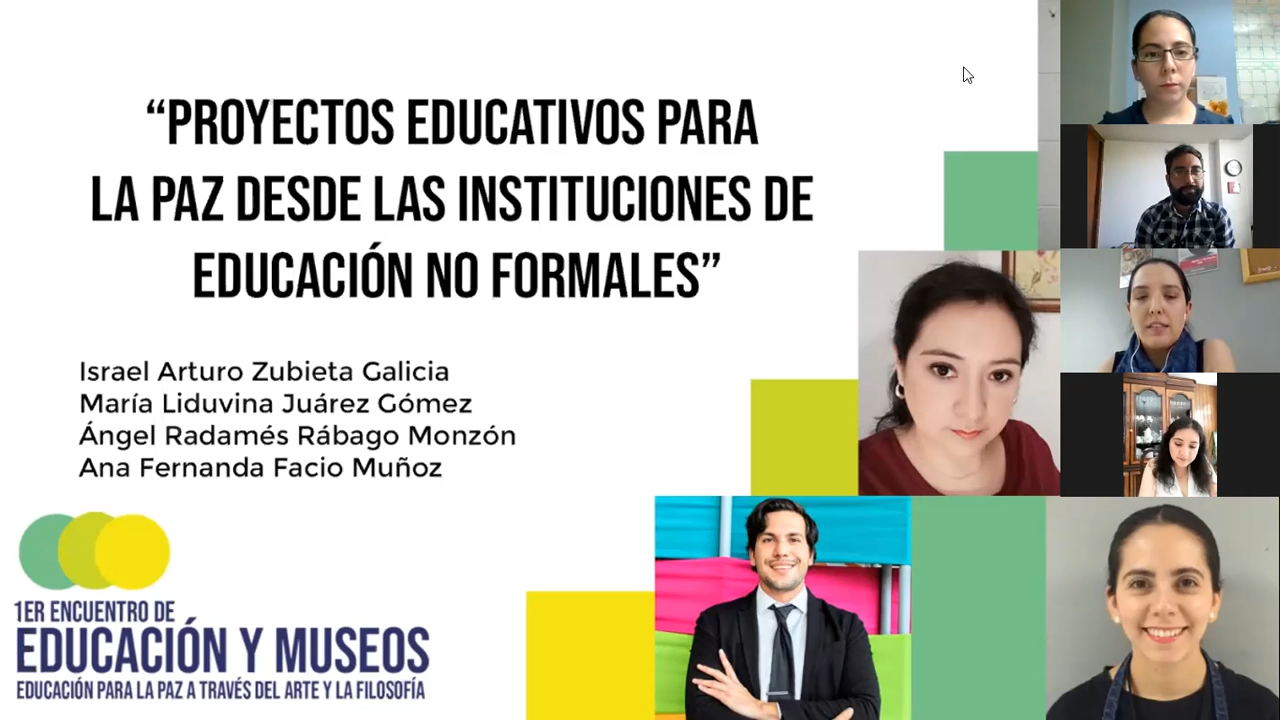 “PROYECTOS EDUCATIVOS PARA
LA PAZ DESDE LAS INSTITUCIONES DE
EDUCACIÓN NO FORMALES”
Israel Arturo Zubieta Galicia
María Liduvina Juárez Gómez
Ángel Radamés Rábago Monzón
Ana Fernanda Facio Muñoz
1ER ENCUENTRO DE
EDUCACIÓN Y MUSEOS
EDUCACIÓN PARA LA PAZ A TRAVÉS DEL ARTE Y LA FILOSOFÍA